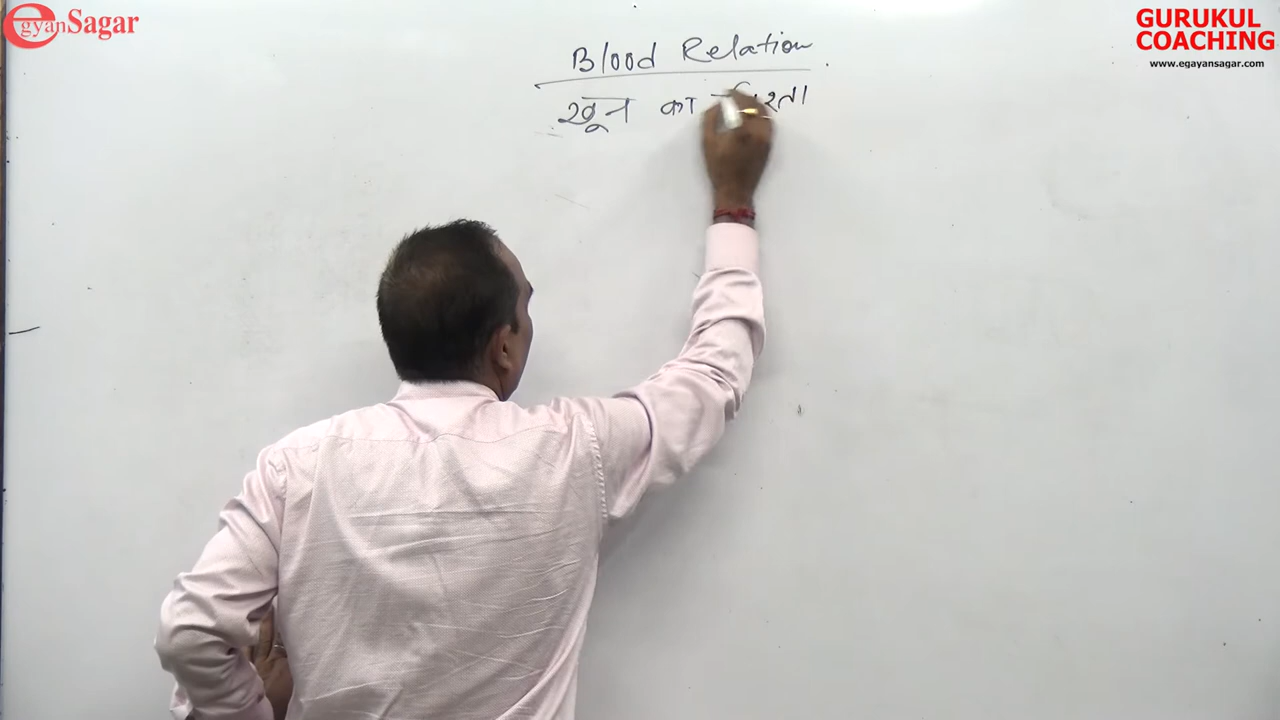 egyanSagar
GURUKUL
COACHING
www.egayansagar.com
Blood Relation
खून का